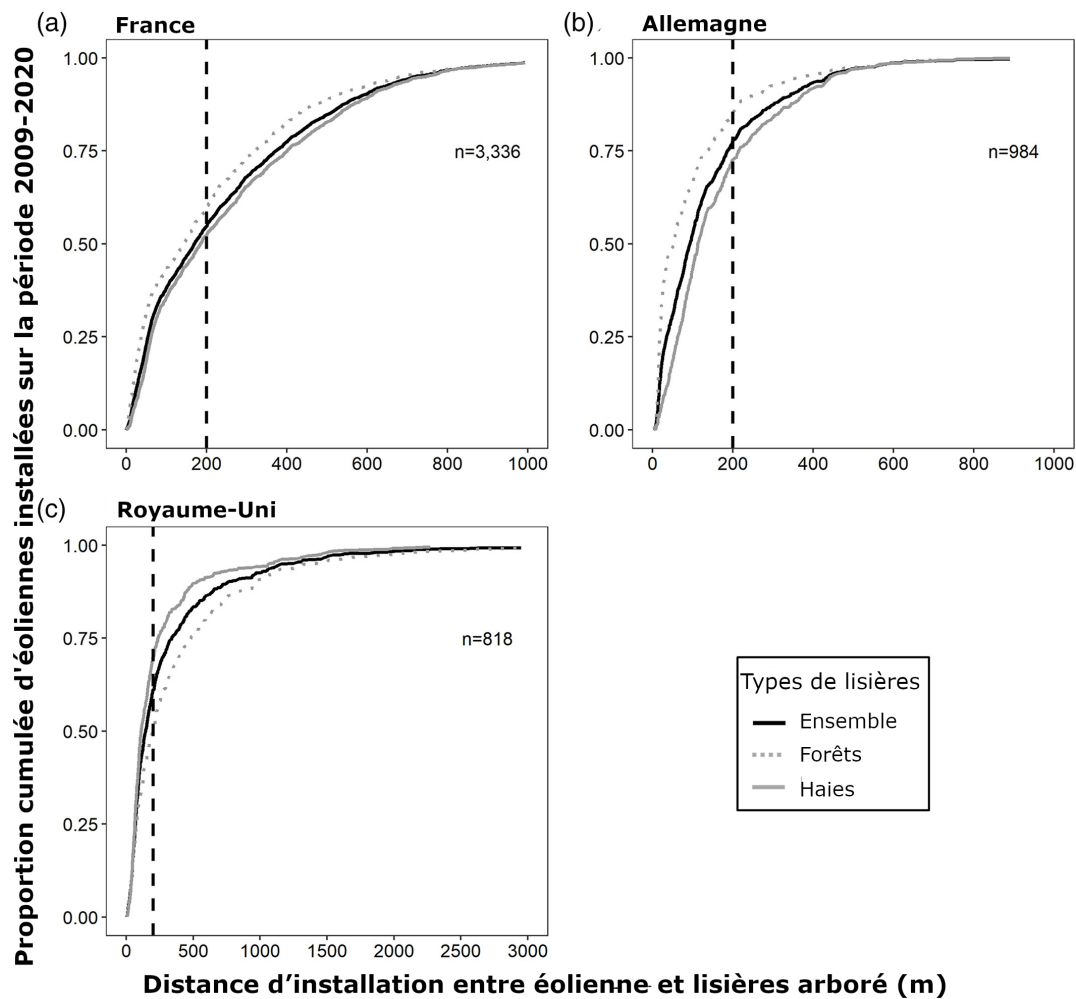 (a)
France
1.00
0.75
0.50
0.25
0.00
n=3,336
0 200 400 600 800 1000
(b)
Allemagne
1.00
0.75
0.50
0.25
0.00
n=984
0 200 400 600 800 1000
(c)
Royaume-Uni
1.00
0.75
0.50
0.25
0.00
n=818
0 500 1000 1500 2000 2500 3000
Types de lisières
Ensemble
Forêts
Haies
Proportion cumulée d'éoliennes installées sur la période 2009-2020
Distance d’installation entre éolienne et lisières arboré (m)